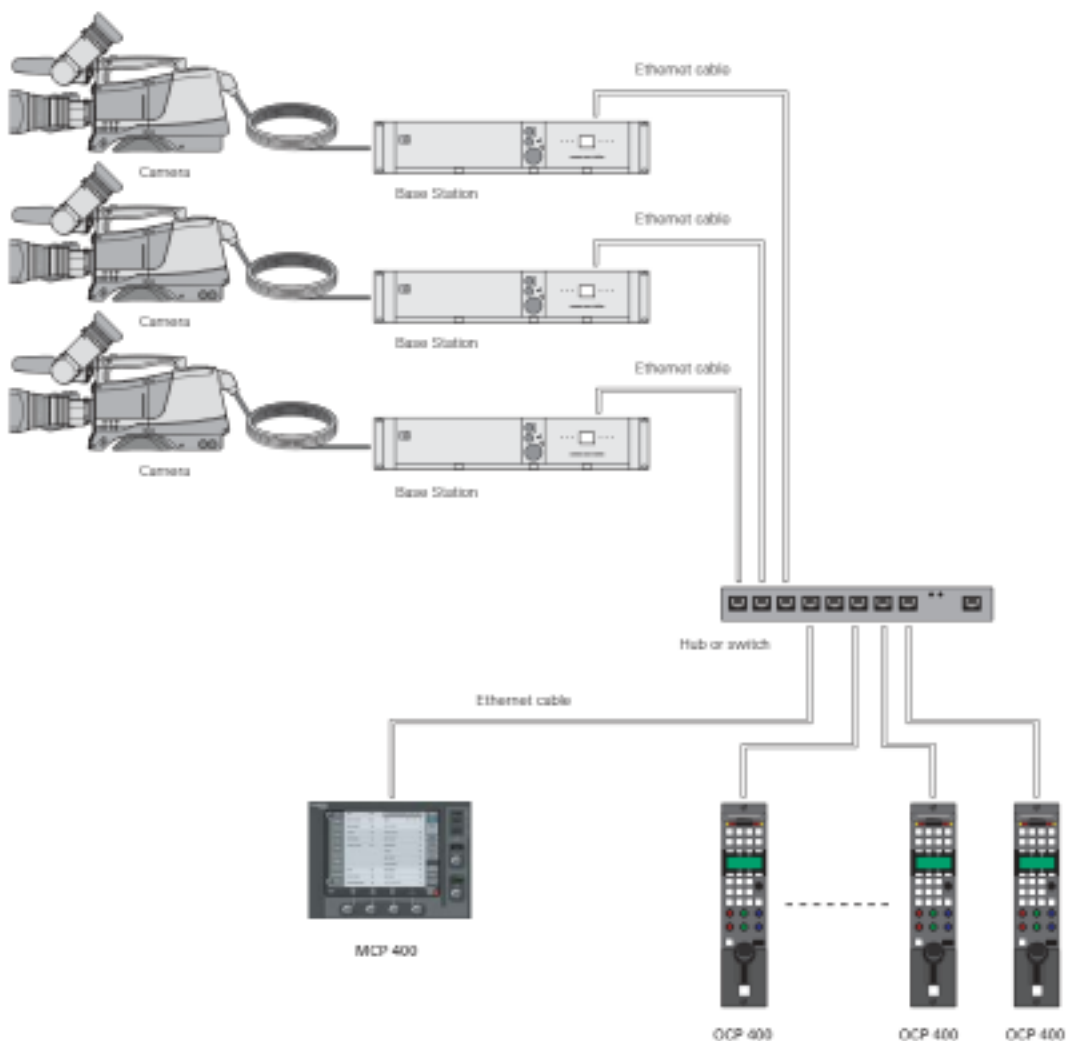 Ethernet cable
Camera
Base Station
Ethernet cable
Camera
Base Station
Ethernet cable
Camera
Base Station
Hub or switch
Ethernet cable
MCP 400
OCP 400
OCP 400
OCP 400